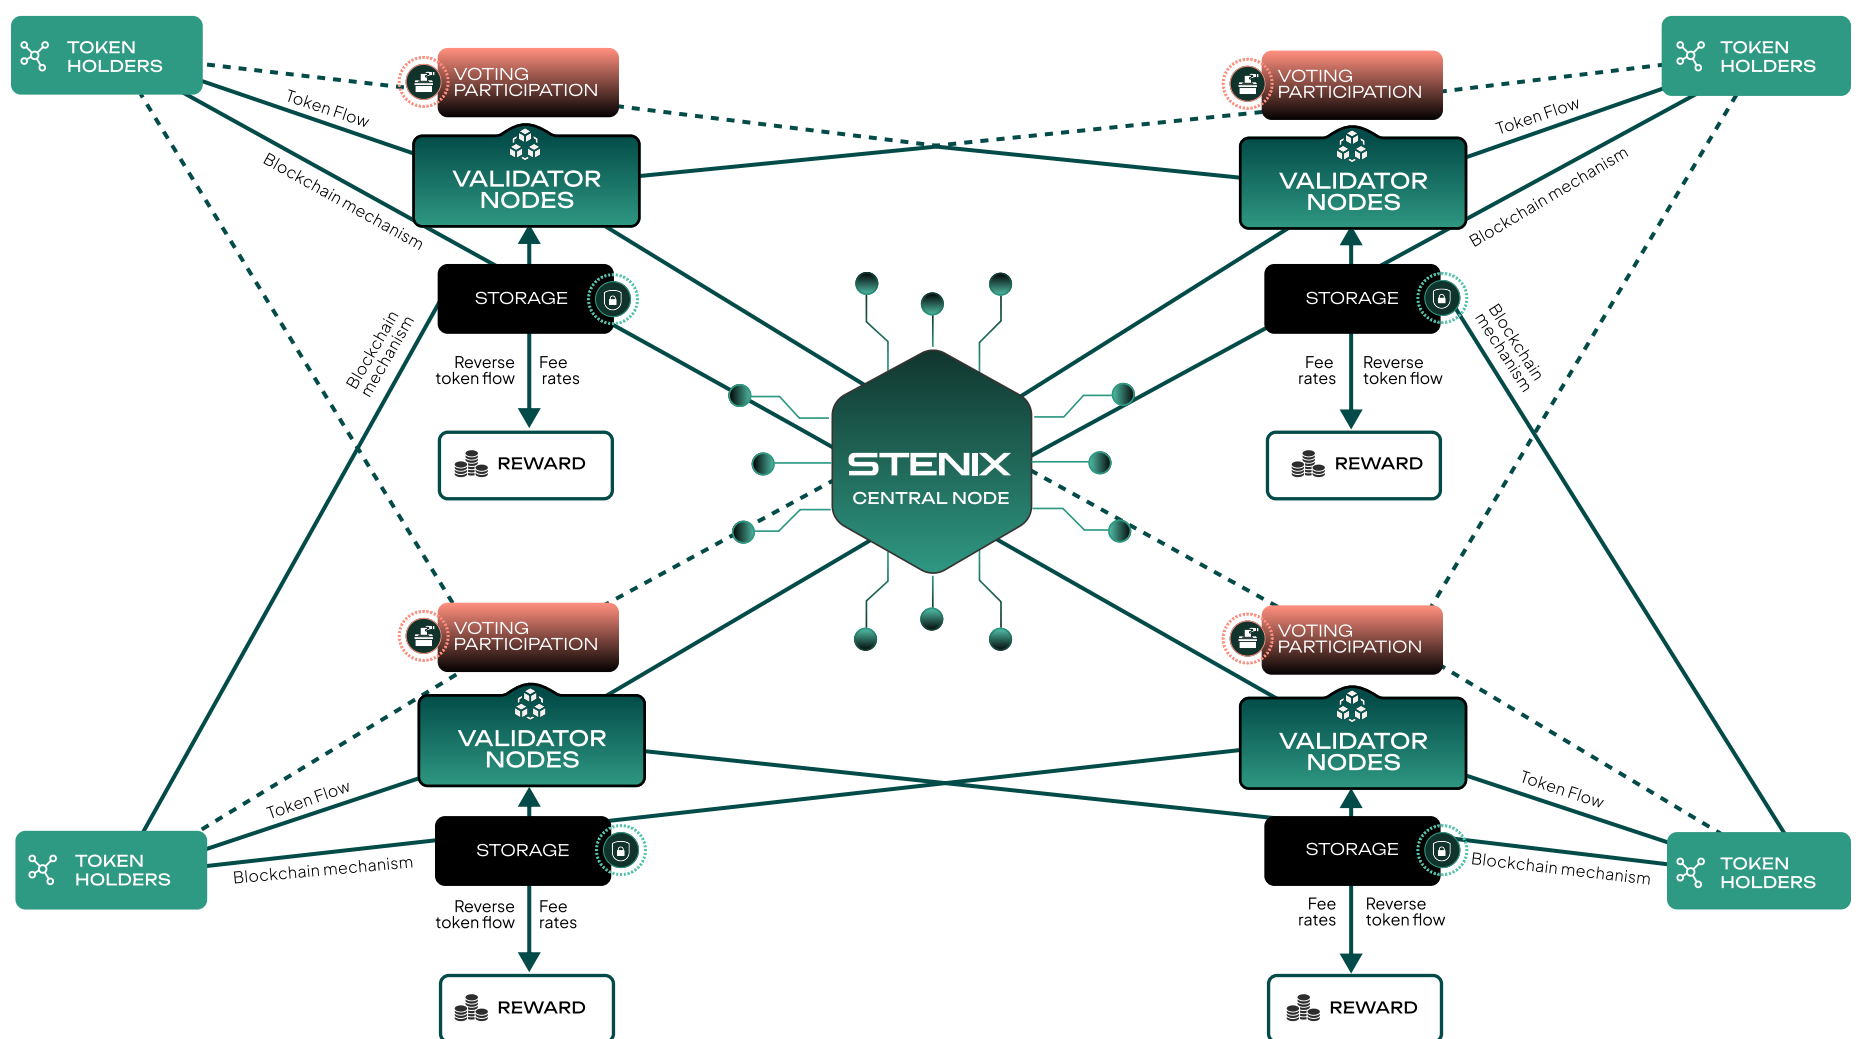 TOKEN
HOLDERS
VOTING
PARTICIPATION
Token Flow
Blockchain mechanism
VALIDATOR
NODES
STORAGE
Blockchain
mechanism
Reverse
token flow
Fee
rates
REWARD
VOTING
PARTICIPATION
TOKEN
HOLDERS
Token Flow
Blockchain mechanism
VALIDATOR
NODES
STORAGE
Blockchain
mechanism
Fee
rates
Reverse
token flow
REWARD
STENIX
CENTRAL NODE
VOTING
PARTICIPATION
VALIDATOR
NODES
Token Flow
TOKEN
HOLDERS
Blockchain mechanism
STORAGE
Reverse
token flow
Fee
rates
REWARD
VOTING
PARTICIPATION
VALIDATOR
NODES
Token Flow
STORAGE
Blockchain mechanism
TOKEN
HOLDERS
Fee
rates
Reverse
token flow
REWARD